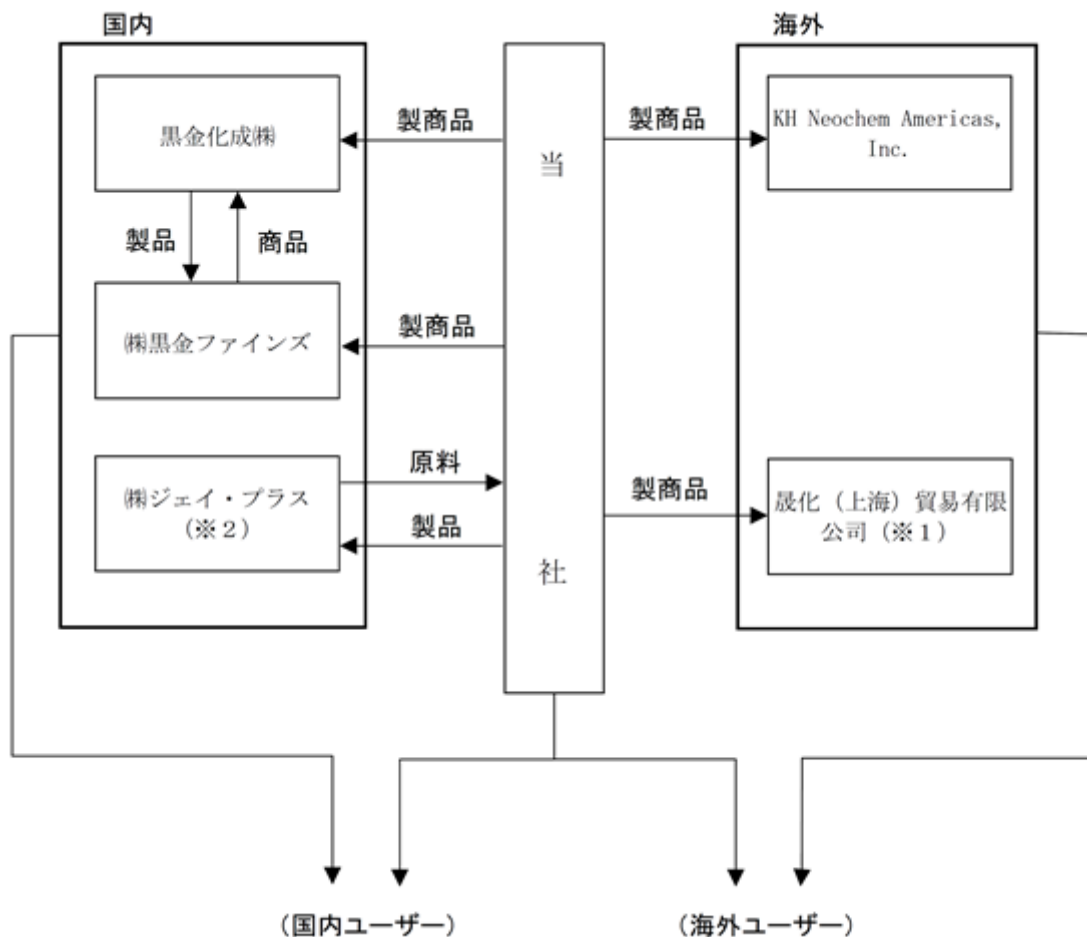 国内
海外
黒金化成㈱
製商品
当
社
製商品
KH Neochem Americas,
Inc.
製品
商品
㈱黒金ファインズ
製商品
㈱ジェイ・プラス
（※２）
原料
製品
製商品
晟化（上海）貿易有限
公司（※１）
（国内ユーザー）
（海外ユーザー）